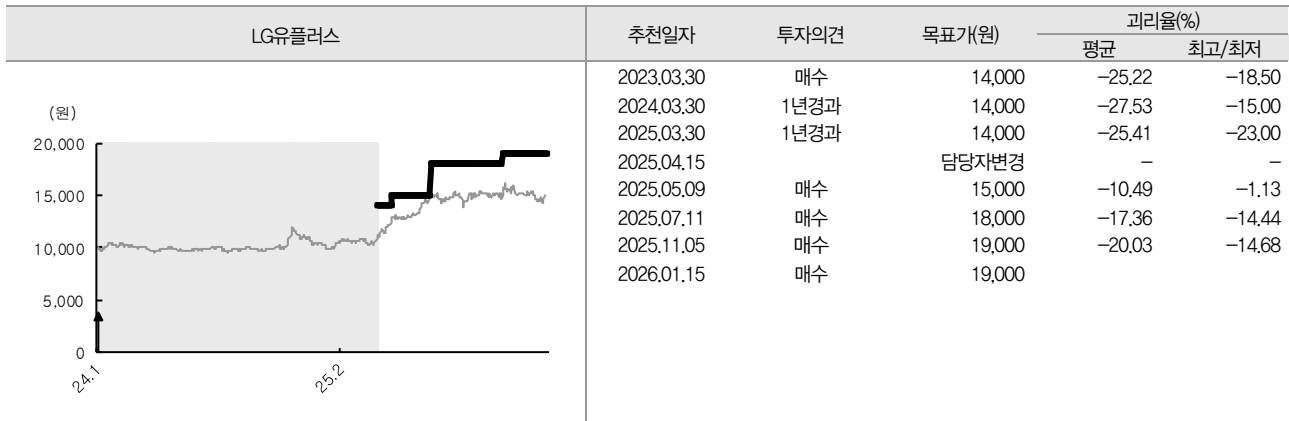 LG유플러스
추천일자 투자의견 목표가(원) 괴리율(%)
평균 최고/최저
2023.03.30 매수 14,000 -25.22 -18.50
2024.03.30 1년경과 14,000 -27.53 -15.00
2025.03.30 1년경과 14,000 -25.41 -23.00
2025.04.15 담당자변경 - -
2025.05.09 매수 15,000 -10.49 -1.13
2025.07.11 매수 18,000 -17.36 -14.44
2025.11.05 매수 19,000 -20.03 -14.68
2026.01.15 매수 19,000
(원)
20,000
15,000
10,000
5,000
0
24.1 25.2